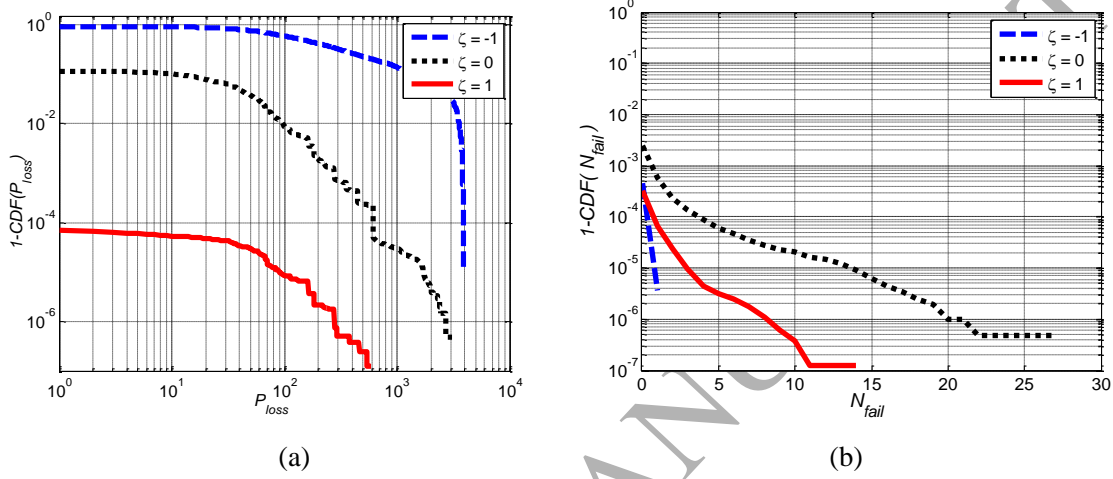 10^0
10^-2
10^-4
10^-6
1-CDF(P_loss)
ζ = -1
ζ = 0
ζ = 1
10^0 10^1 10^2 10^3 10^4
P_loss
(a)
10^0
10^-1
10^-2
10^-3
10^-4
10^-5
10^-6
10^-7
1-CDF( N_fail )
ζ = -1
ζ = 0
ζ = 1
0 5 10 15 20 25 30
N_fail
(b)